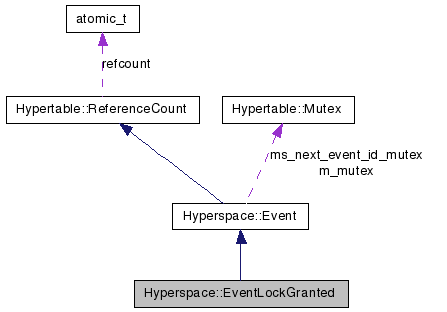 atomic_t
refcount
Hypertable::ReferenceCount
Hypertable::Mutex
ms_next_event_id_mutex
m_mutex
Hyperspace::Event
Hyperspace::EventLockGranted